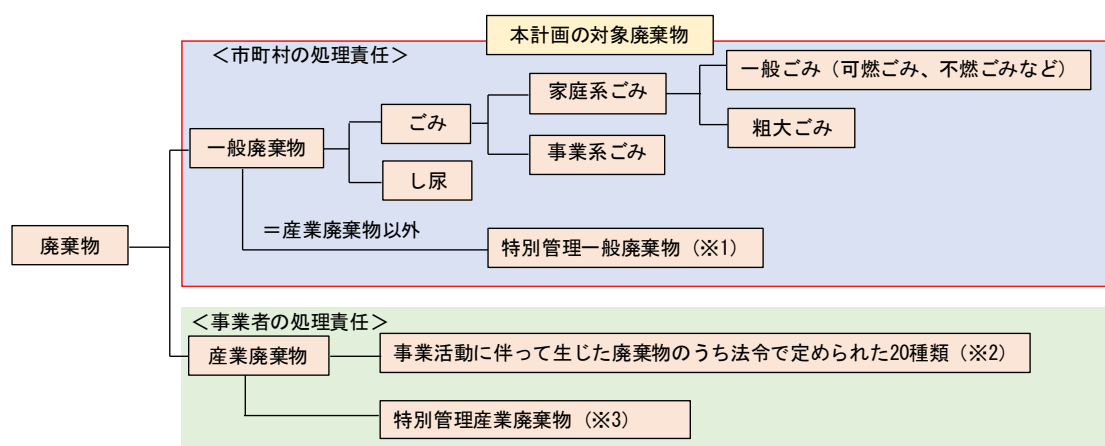 本計画の対象廃棄物
＜市町村の処理責任＞
一般ごみ（可燃ごみ、不燃ごみなど）
家庭系ごみ
ごみ
粗大ごみ
一般廃棄物
事業系ごみ
し尿
＝産業廃棄物以外
特別管理一般廃棄物（※1）
廃棄物
＜事業者の処理責任＞
産業廃棄物
事業活動に伴って生じた廃棄物のうち法令で定められた20種類（※2）
特別管理産業廃棄物（※3）